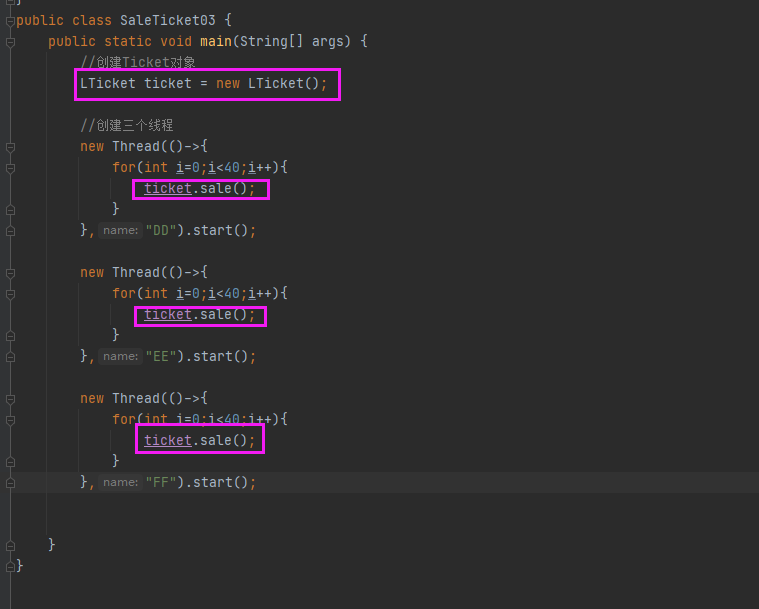 }
public class SaleTicket03 {
    public static void main(String[] args) {
        //创建Ticket对象
        LTicket ticket = new LTicket();
        //创建三个线程
        new Thread(()->{
            for(int i=0;i<40;i++){
                ticket.sale();
            }
        }, name: "DD").start();
        new Thread(()->{
            for(int i=0;i<40;i++){
                ticket.sale();
            }
        }, name: "EE").start();
        new Thread(()->{
            for(int i=0;i<40;i++){
                ticket.sale();
            }
        }, name: "FF").start();
    }
}